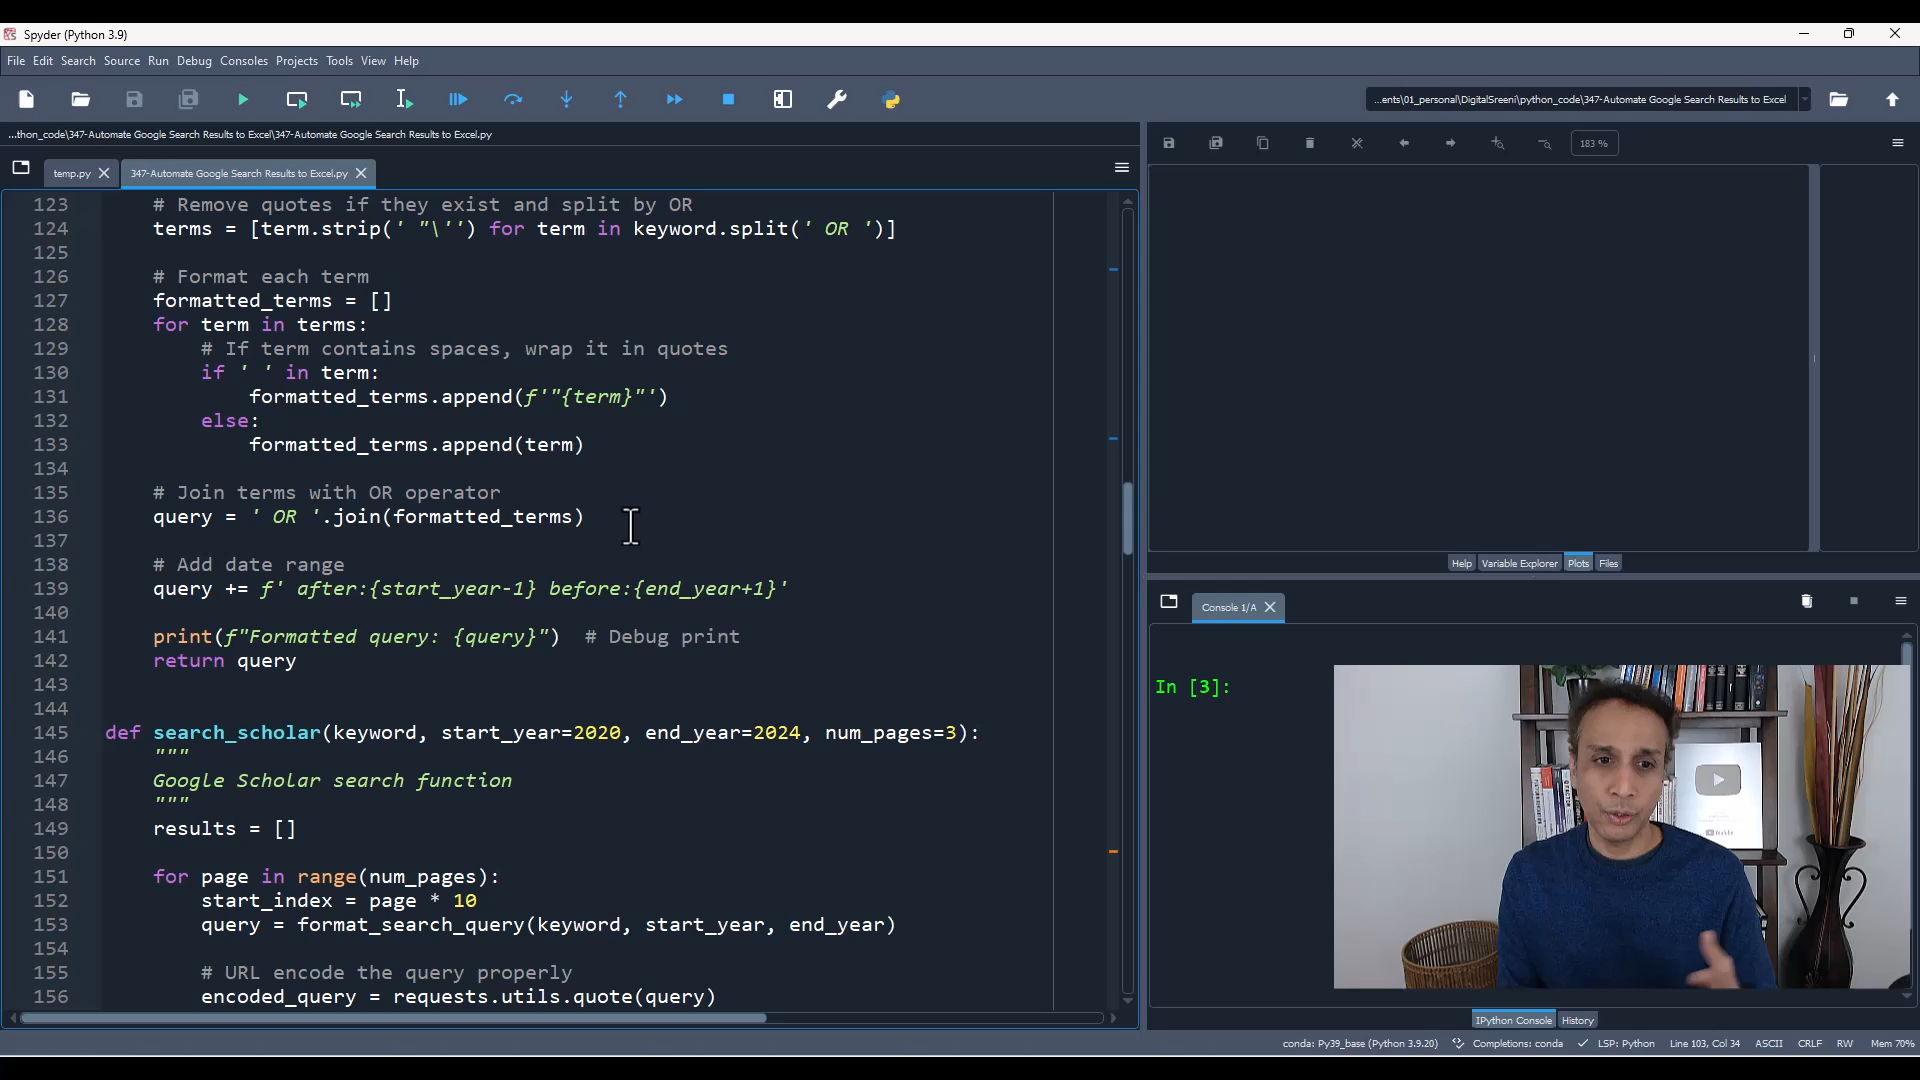 Spyder (Python 3.9)
File Edit Search Source Run Debug Consoles Projects Tools View Help
...ents\01_personal\DigitalSreeni\python_code\347-Automate Google Search Results to Excel
...thon_code\347-Automate Google Search Results to Excel\347-Automate Google Search Results to Excel.py
temp.py
347-Automate Google Search Results to Excel.py
183 %
123 # Remove quotes if they exist and split by OR
124 terms = [term.strip(' "\'') for term in keyword.split(' OR ')]
125
126 # Format each term
127 formatted_terms = []
128 for term in terms:
129 # If term contains spaces, wrap it in quotes
130 if ' ' in term:
131 formatted_terms.append(f'"{term}"')
132 else:
133 formatted_terms.append(term)
134
135 # Join terms with OR operator
136 query = ' OR '.join(formatted_terms)
137
138 # Add date range
139 query += f' after:{start_year-1} before:{end_year+1}'
140
141 print(f"Formatted query: {query}")  # Debug print
142 return query
143
144
145 def search_scholar(keyword, start_year=2020, end_year=2024, num_pages=3):
146 """
147 Google Scholar search function
148 """
149 results = []
150
151 for page in range(num_pages):
152 start_index = page * 10
153 query = format_search_query(keyword, start_year, end_year)
154
155 # URL encode the query properly
156 encoded_query = requests.utils.quote(query)
Help Variable Explorer Plots Files
Console 1/A
In [3]:
YouTube
IPython Console History
conda: Py39_base (Python 3.9.20) Completions: conda LSP: Python Line 103, Col 34 ASCII CRLF RW Mem 70%